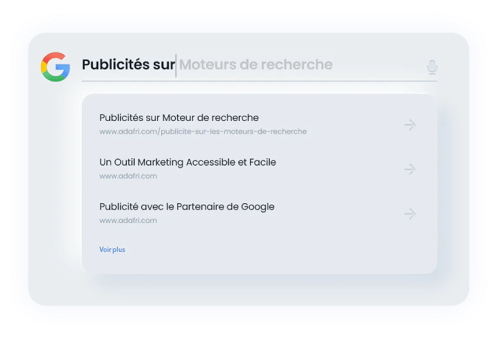 Publicités sur Moteurs de recherche
Publicités sur Moteur de recherche
www.adafri.com/publicite-sur-les-moteurs-de-recherche
Un Outil Marketing Accessible et Facile
www.adafri.com
Publicité avec le Partenaire de Google
www.adafri.com
Voir plus